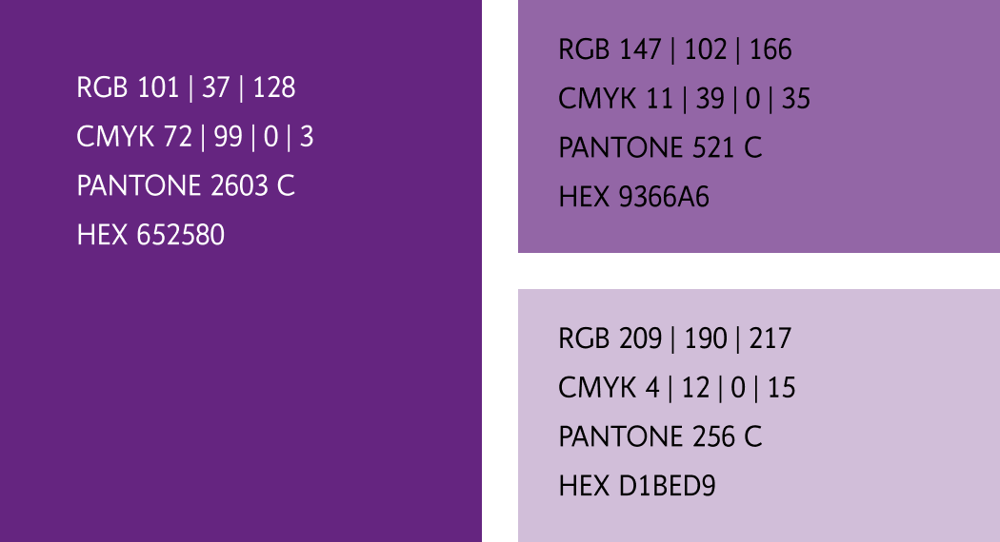 RGB 101 | 37 | 128
CMYK 72 | 99 | 0 | 3
PANTONE 2603 C
HEX 652580
RGB 147 | 102 | 166
CMYK 11 | 39 | 0 | 35
PANTONE 521 C
HEX 9366A6
RGB 209 | 190 | 217
CMYK 4 | 12 | 0 | 15
PANTONE 256 C
HEX D1BED9